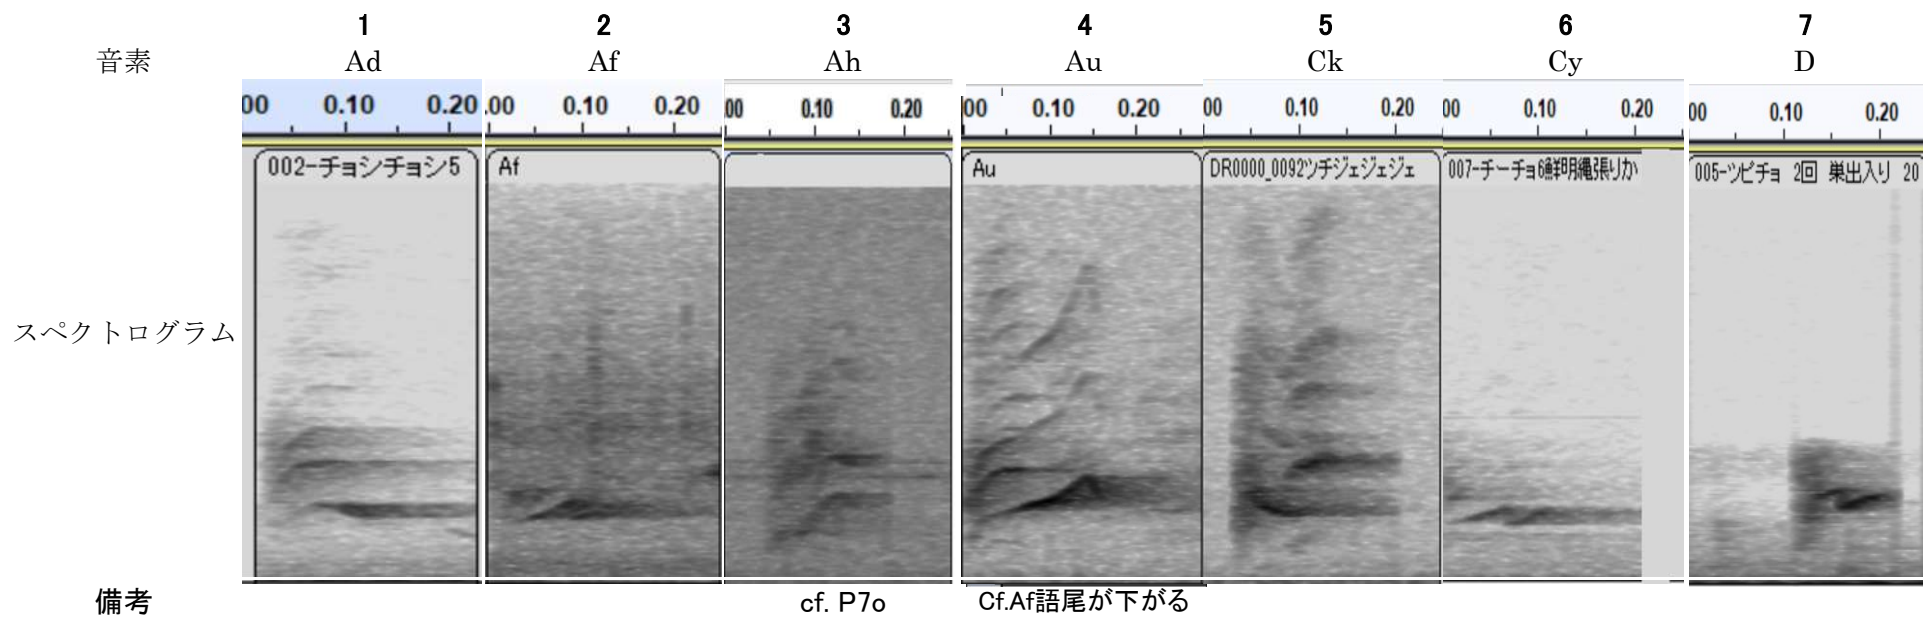 1 2 3 4 5 6 7
音素 Ad Af Ah Au Ck Cy D
00 0.10 0.20 .00 0.10 0.20 00 0.10 0.20 00 0.10 0.20 00 0.10 0.20 00 0.10 0.20 00 0.10 0.20
002-チョシチョシ5 Af Au DR0000_0092ツチジェジェジェ 007-チーチョ6鮮明縄張りか 005-ツピチョ 2回 巣出入り 20
スペクトログラム
備考 cf. P7o Cf.Af語尾が下がる